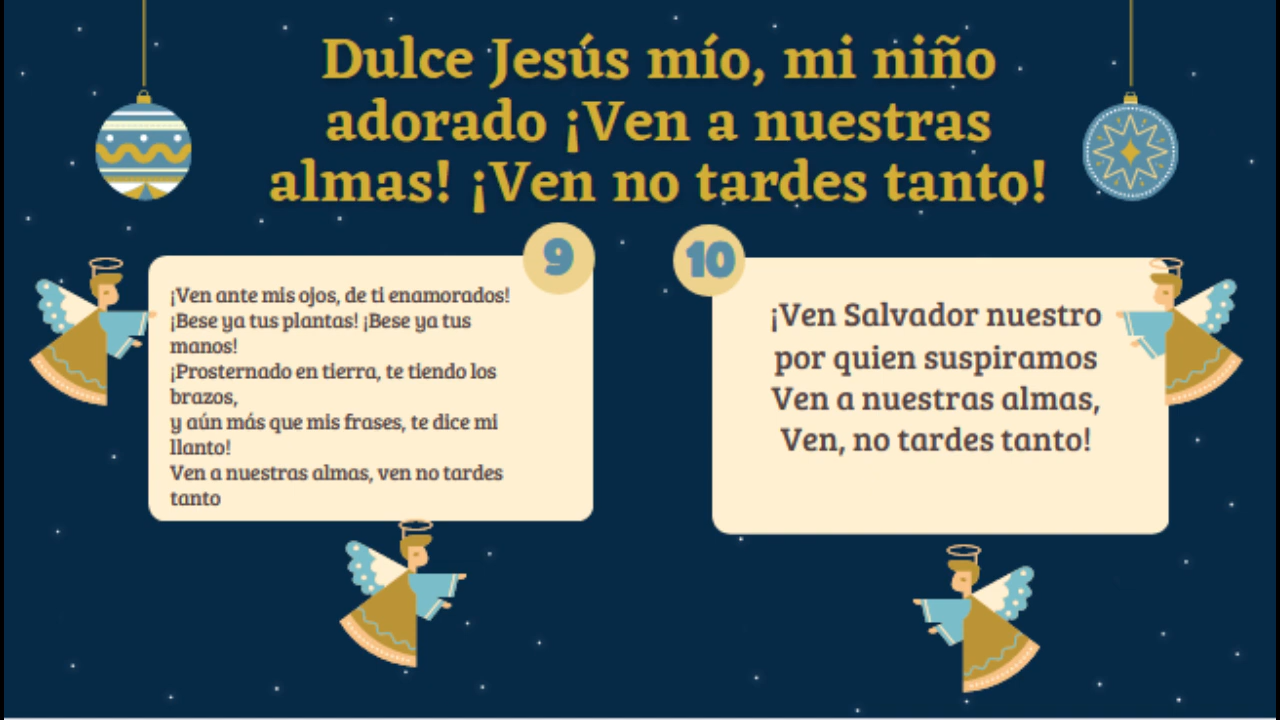 Dulce Jesús mío, mi niño
adorado ¡Ven a nuestras
almas! ¡Ven no tardes tanto!
9
¡Ven ante mis ojos, de ti enamorados!
¡Bese ya tus plantas! ¡Bese ya tus
manos!
¡Prosternado en tierra, te tiendo los
brazos,
y aún más que mis frases, te dice mi
llanto!
Ven a nuestras almas, ven no tardes
tanto
10
¡Ven Salvador nuestro
por quien suspiramos
Ven a nuestras almas,
Ven, no tardes tanto!